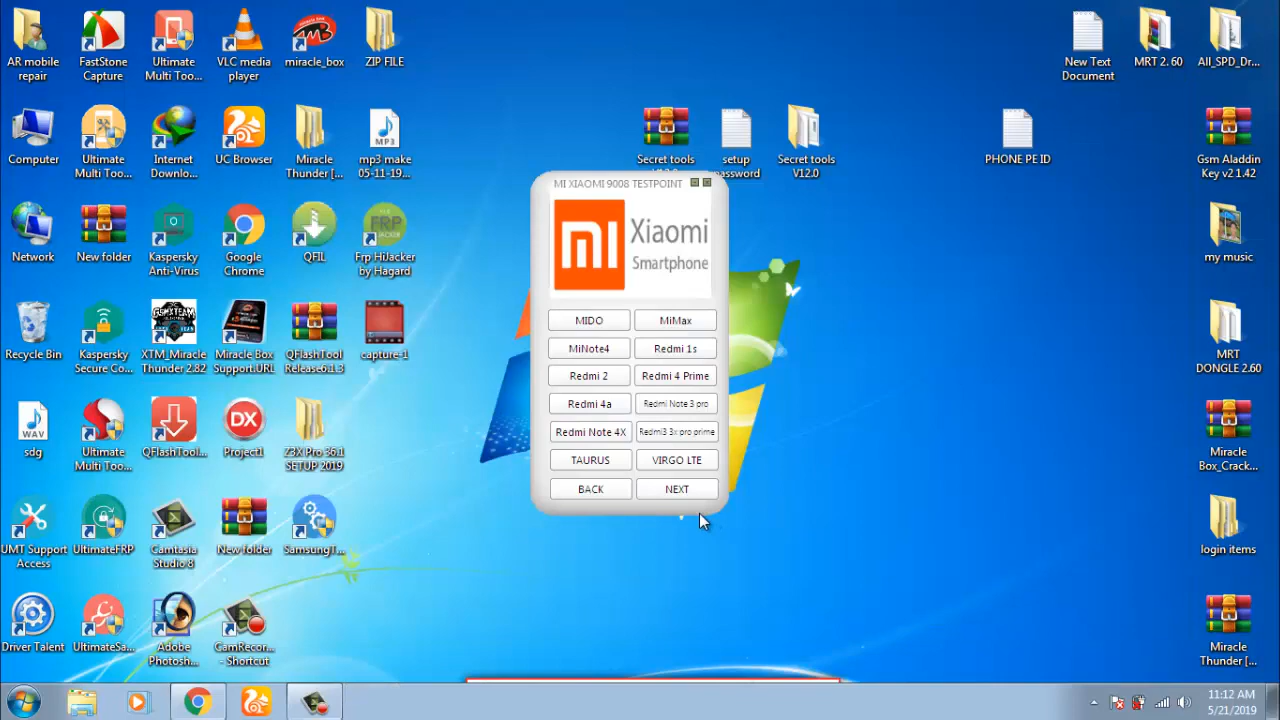 AR mobile
repair
FastStone
Capture
Ultimate
Multi Too...
VLC media
player
miracle_box
ZIP FILE
New Text
Document
MRT 2. 60
All_SPD_Dr...
Computer
Ultimate
Multi Too...
Internet
Downlo...
UC Browser
Miracle
Thunder [...
MP3
mp3 make
05-11-19...
Secret tools
V12.0
setup
password
Secret tools
V12.0
PHONE PE ID
Gsm Aladdin
Key v2 1.42
MI XIAOMI 9008 TESTPOINT
mi
Xiaomi
Smartphone
MIDO
MiMax
MiNote4
Redmi 1s
Redmi 2
Redmi 4 Prime
Redmi 4a
Redmi Note 3 pro
Redmi Note 4X
Redmi3 3x pro prime
TAURUS
VIRGO LTE
BACK
NEXT
Network
New folder
Kaspersky
Anti-Virus
Google
Chrome
QFIL
FRP
Frp HiJacker
by Hagard
my music
Recycle Bin
Kaspersky
Secure Co...
GSMXTEAM
XTM_Miracle
Thunder 2.82
Miracle Box
Support.URL
QFlashTool
Release6.1.3
capture-1
MRT
DONGLE 2.60
WAV
sdg
Ultimate
Multi Too...
QFlashTool...
DX
Project1
Z3X Pro 36.1
SETUP 2019
Miracle
Box_Crack...
UMT Support
Access
UltimateFRP
Camtasia
Studio 8
New folder
SamsungT...
login items
Driver Talent
UltimateSa...
Adobe
Photosh...
CamRecor...
- Shortcut
Miracle
Thunder [...
11:12 AM
5/21/2019